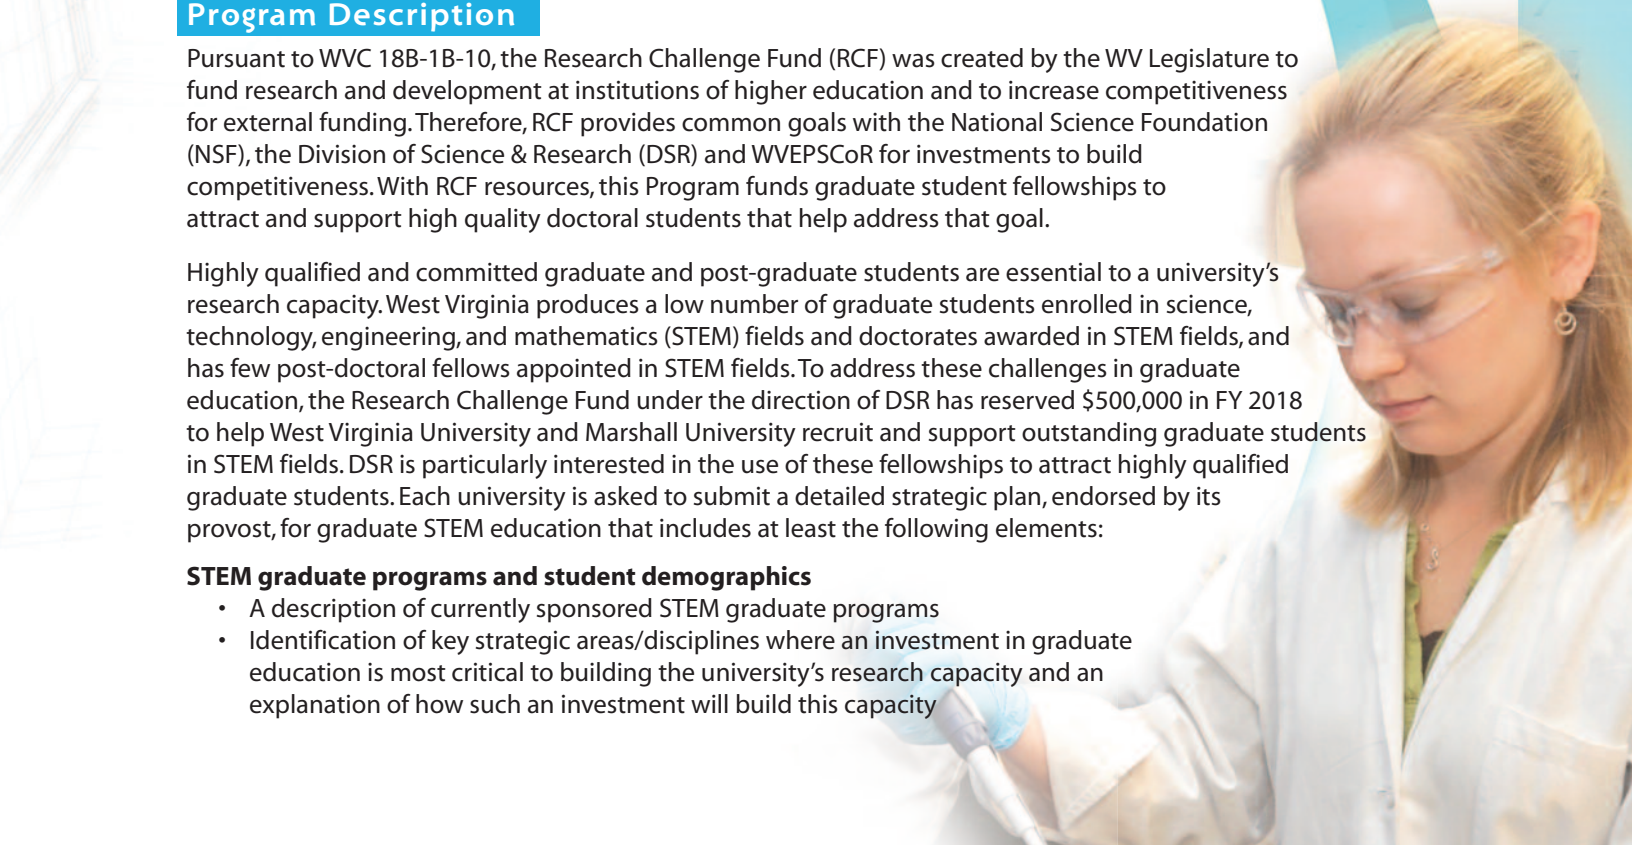 Program Description
Pursuant to WVC 18B-1B-10, the Research Challenge Fund (RCF) was created by the WV Legislature to
fund research and development at institutions of higher education and to increase competitiveness
for external funding. Therefore, RCF provides common goals with the National Science Foundation
(NSF), the Division of Science & Research (DSR) and WVEPSCoR for investments to build
competitiveness. With RCF resources, this Program funds graduate student fellowships to
attract and support high quality doctoral students that help address that goal.
Highly qualified and committed graduate and post-graduate students are essential to a university’s
research capacity. West Virginia produces a low number of graduate students enrolled in science,
technology, engineering, and mathematics (STEM) fields and doctorates awarded in STEM fields, and
has few post-doctoral fellows appointed in STEM fields. To address these challenges in graduate
education, the Research Challenge Fund under the direction of DSR has reserved $500,000 in FY 2018
to help West Virginia University and Marshall University recruit and support outstanding graduate students
in STEM fields. DSR is particularly interested in the use of these fellowships to attract highly qualified
graduate students. Each university is asked to submit a detailed strategic plan, endorsed by its
provost, for graduate STEM education that includes at least the following elements:
STEM graduate programs and student demographics
• A description of currently sponsored STEM graduate programs
• Identification of key strategic areas/disciplines where an investment in graduate
education is most critical to building the university’s research capacity and an
explanation of how such an investment will build this capacity